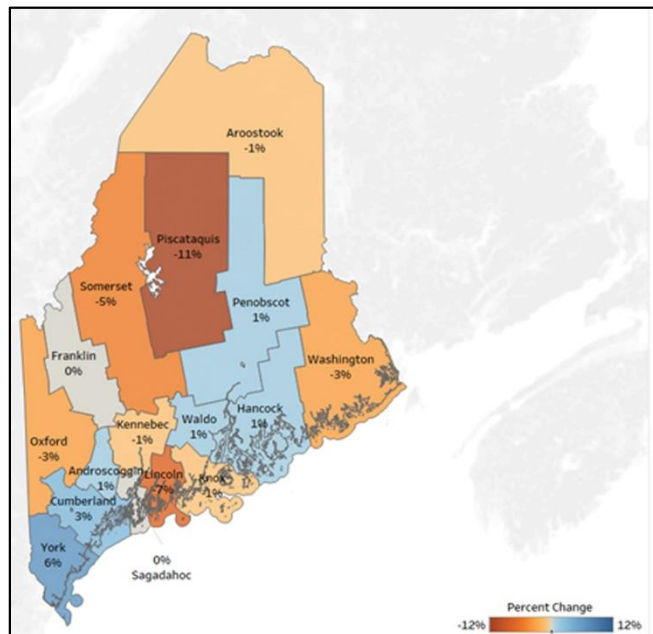 Aroostook
-1%
Piscataquis
-11%
Somerset
-5%
Penobscot
1%
Franklin
0%
Washington
-3%
Oxford
-3%
Kennebec
-1%
Waldo
1%
Hancock
1%
Androscoggin
1%
Lincoln
-7%
Knox
-1%
Cumberland
3%
York
6%
0%
Sagadahoc
Percent Change
-12%
12%